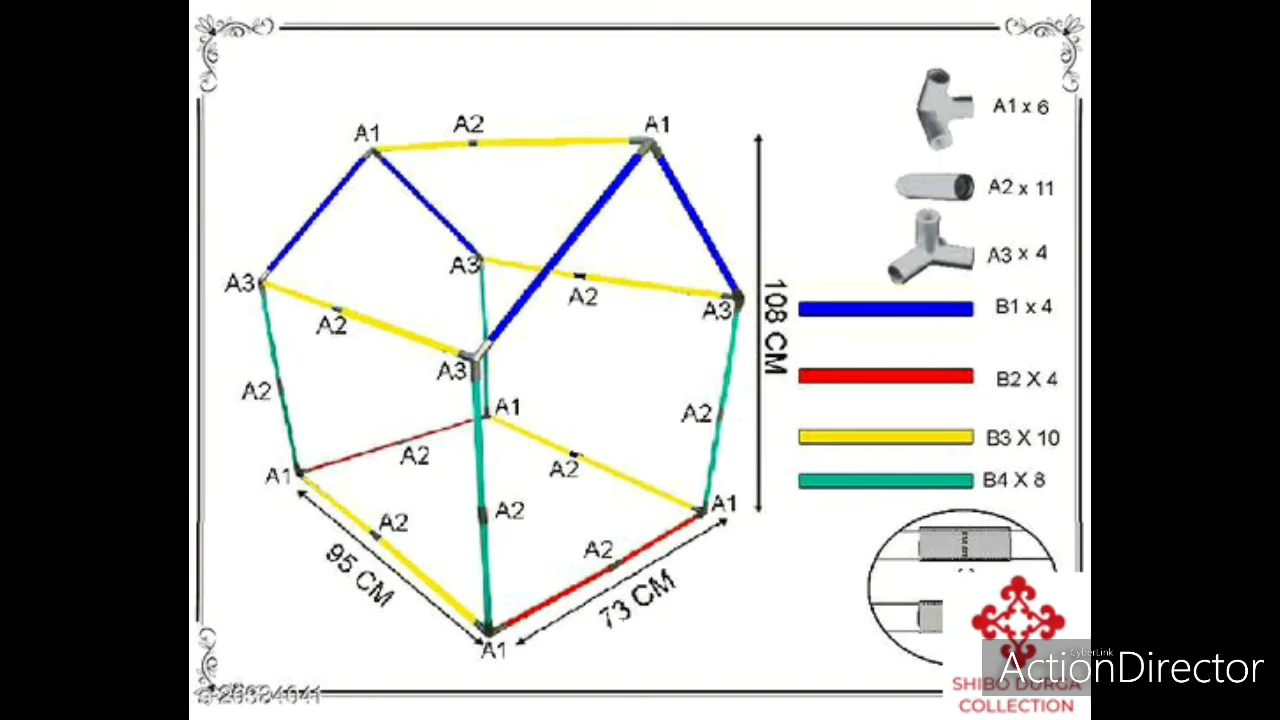 A1
A2
A1
A1 x 6
A2 x 11
A3
A3
A2
A2
A3
A3 x 4
108 CM
B1 x 4
A3
B2 X 4
A2
A1
A2
A2
A2
B3 X 10
A1
A1
B4 X 8
A2
A2
A2
95 CM
73 CM
A1
CyberLink
ActionDirector
SHIBO DURGA
COLLECTION